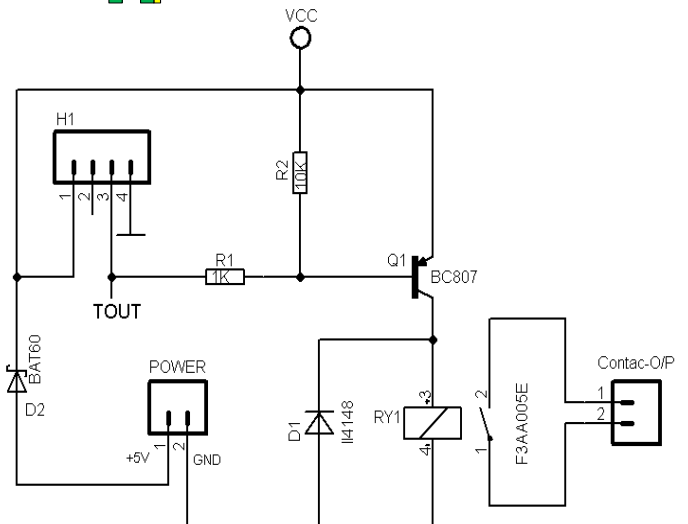 VCC
H1
1 2 3 4
R2
10K
R1
1K
Q1
BC807
TOUT
BAT60
D2
POWER
1 2
+5V
GND
D1
II4148
RY1
3
4
2
1
F3AA005E
Contac-O/P
1
2